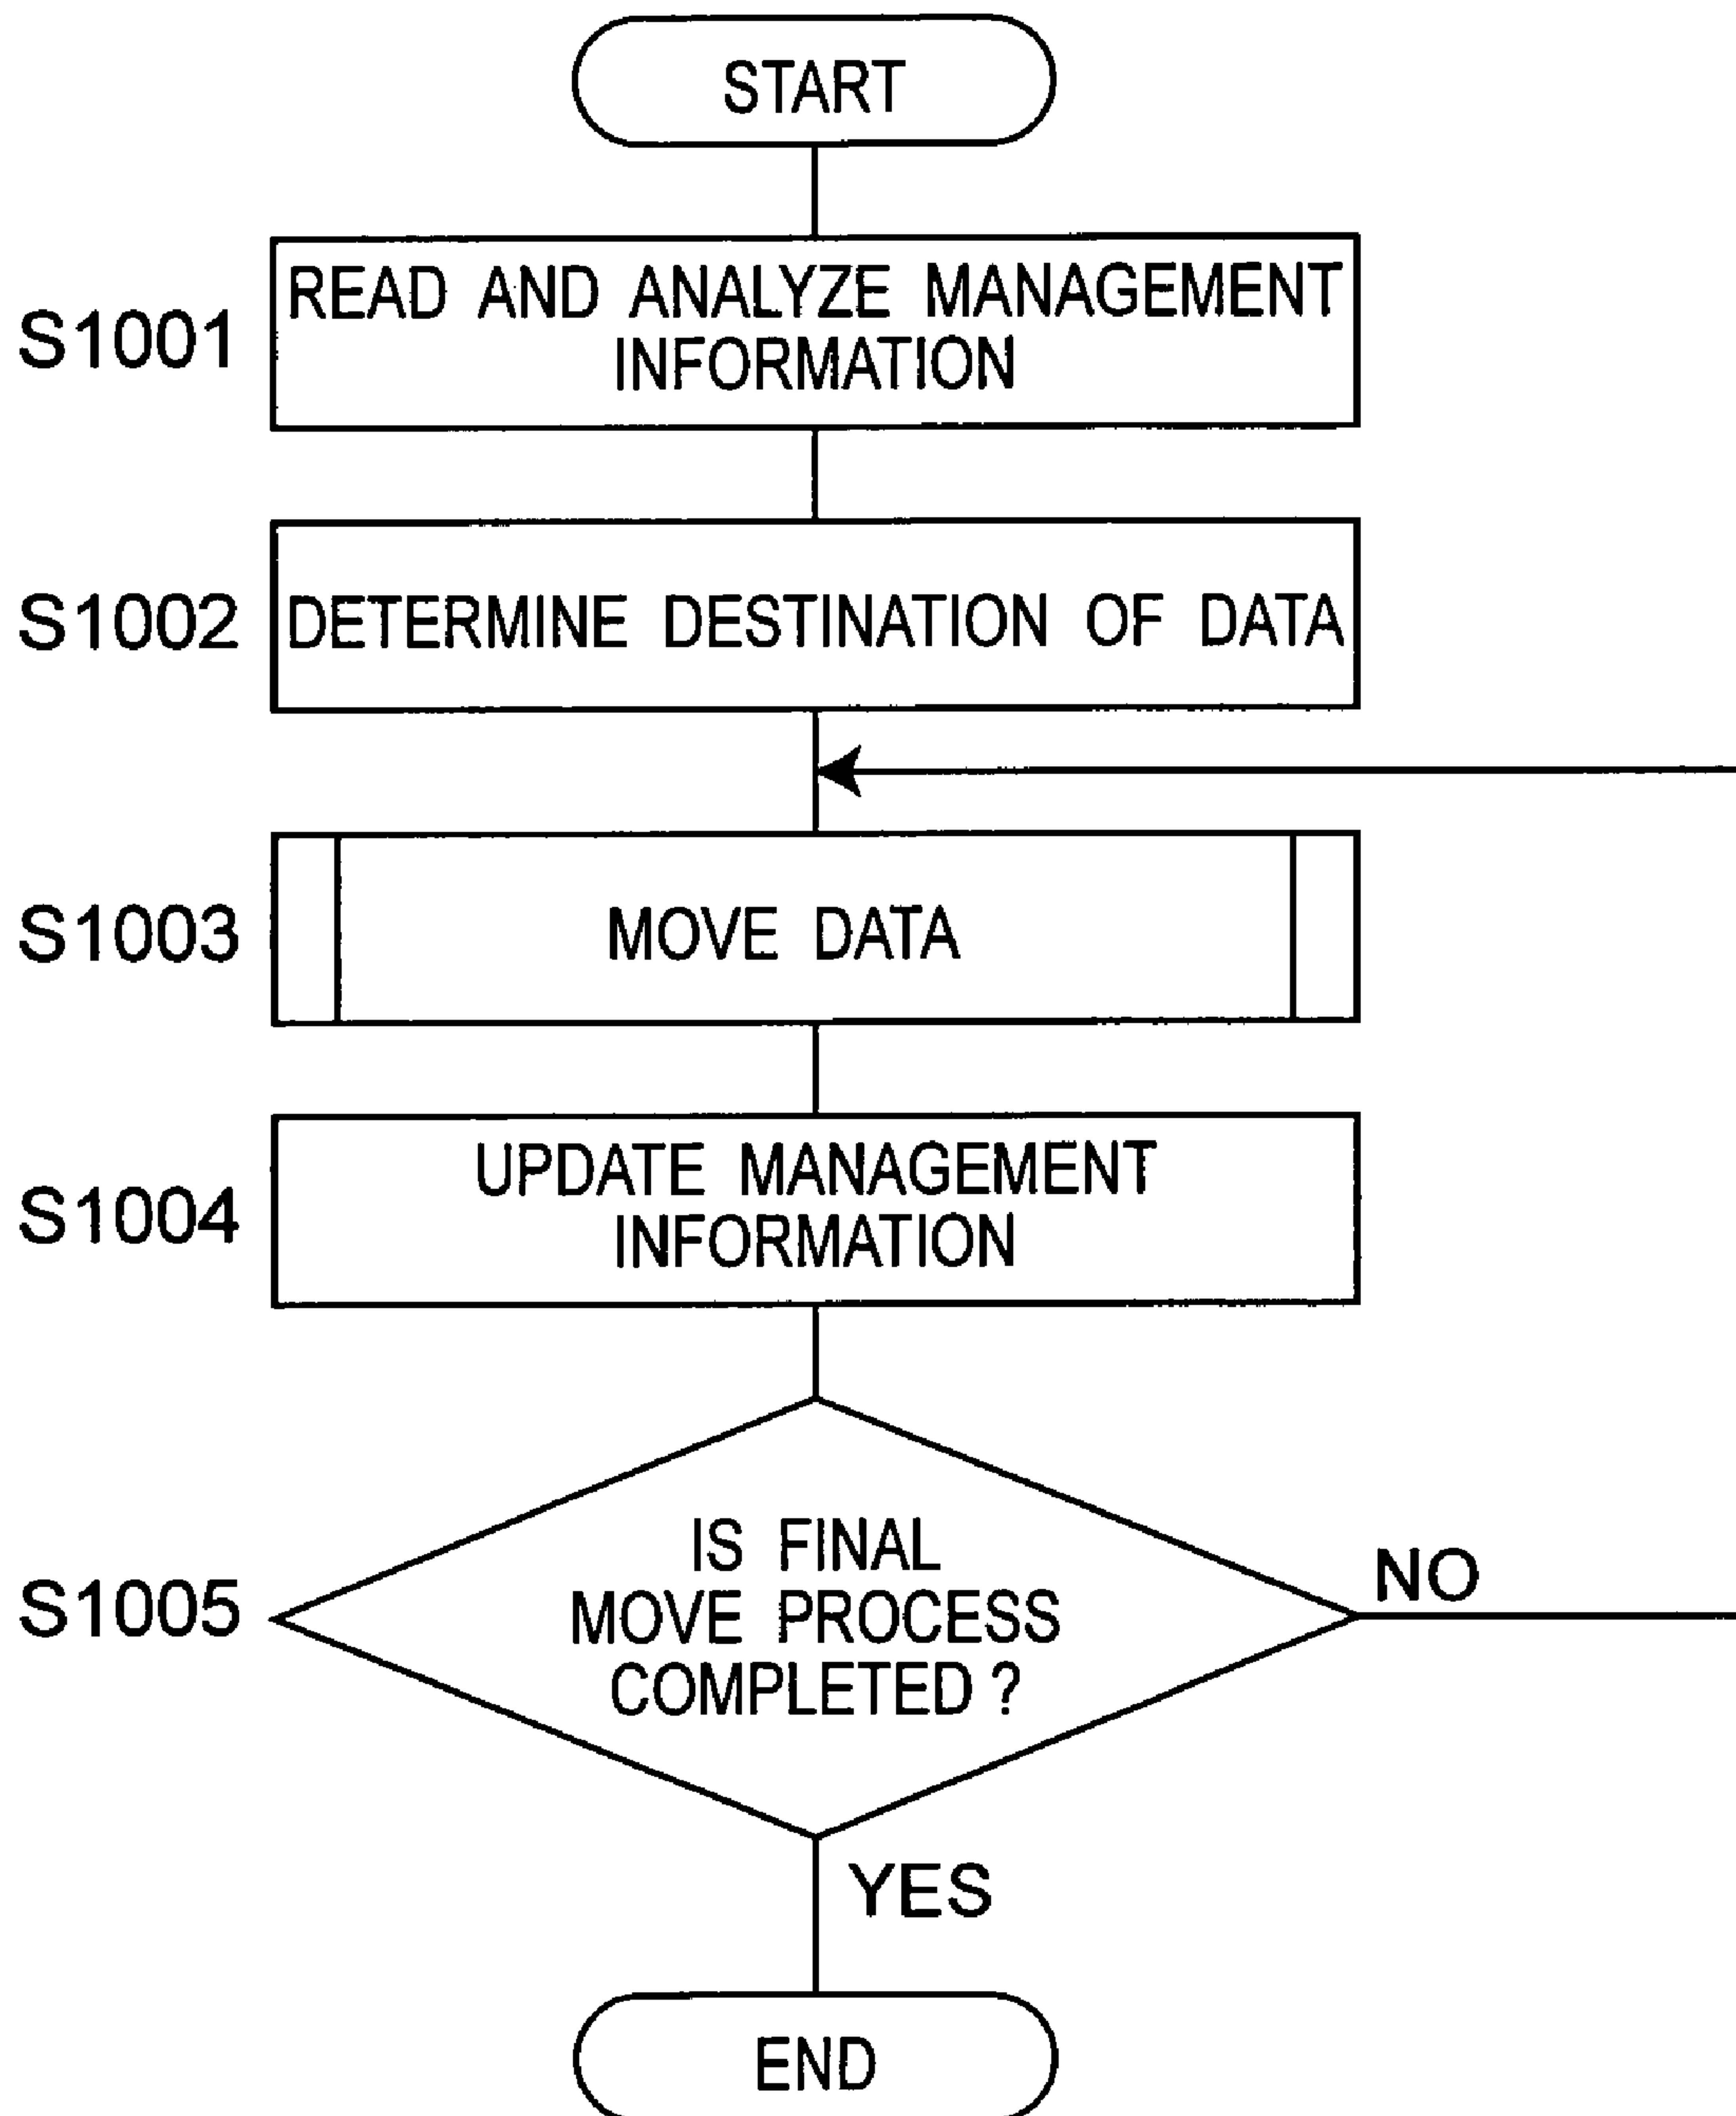 START
S1001
READ AND ANALYZE MANAGEMENT
INFORMATION
S1002
DETERMINE DESTINATION OF DATA
S1003
MOVE DATA
S1004
UPDATE MANAGEMENT
INFORMATION
S1005
IS FINAL
MOVE PROCESS
COMPLETED ?
NO
YES
END